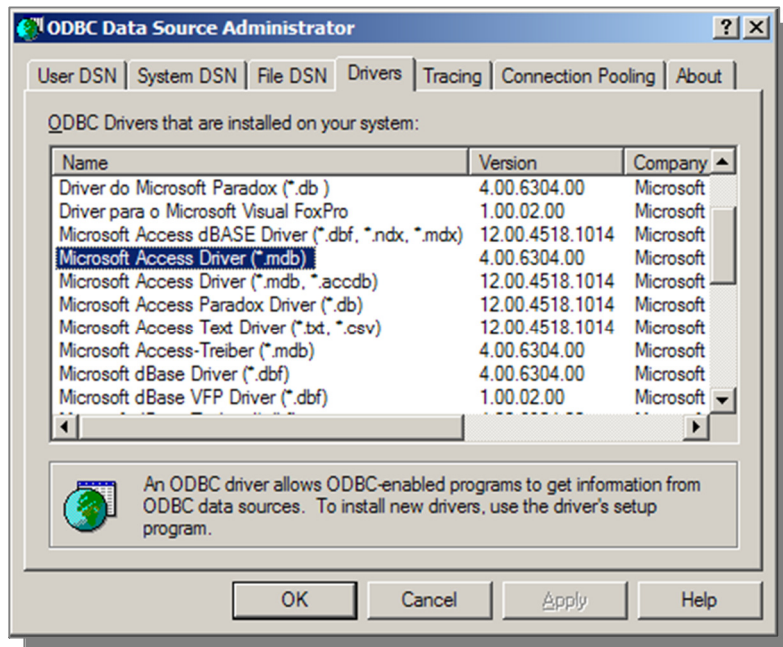 ODBC Data Source Administrator
User DSN System DSN File DSN Drivers Tracing Connection Pooling About
ODBC Drivers that are installed on your system:
Name Version Company
Driver do Microsoft Paradox (*.db ) 4.00.6304.00 Microsoft
Driver para o Microsoft Visual FoxPro 1.00.02.00 Microsoft
Microsoft Access dBASE Driver (*.dbf, *.ndx, *.mdx) 12.00.4518.1014 Microsoft
Microsoft Access Driver (*.mdb) 4.00.6304.00 Microsoft
Microsoft Access Driver (*.mdb, *.accdb) 12.00.4518.1014 Microsoft
Microsoft Access Paradox Driver (*.db) 12.00.4518.1014 Microsoft
Microsoft Access Text Driver (*.txt, *.csv) 12.00.4518.1014 Microsoft
Microsoft Access-Treiber (*.mdb) 4.00.6304.00 Microsoft
Microsoft dBase Driver (*.dbf) 4.00.6304.00 Microsoft
Microsoft dBase VFP Driver (*.dbf) 1.00.02.00 Microsoft
An ODBC driver allows ODBC-enabled programs to get information from
ODBC data sources. To install new drivers, use the driver's setup
program.
OK Cancel Apply Help